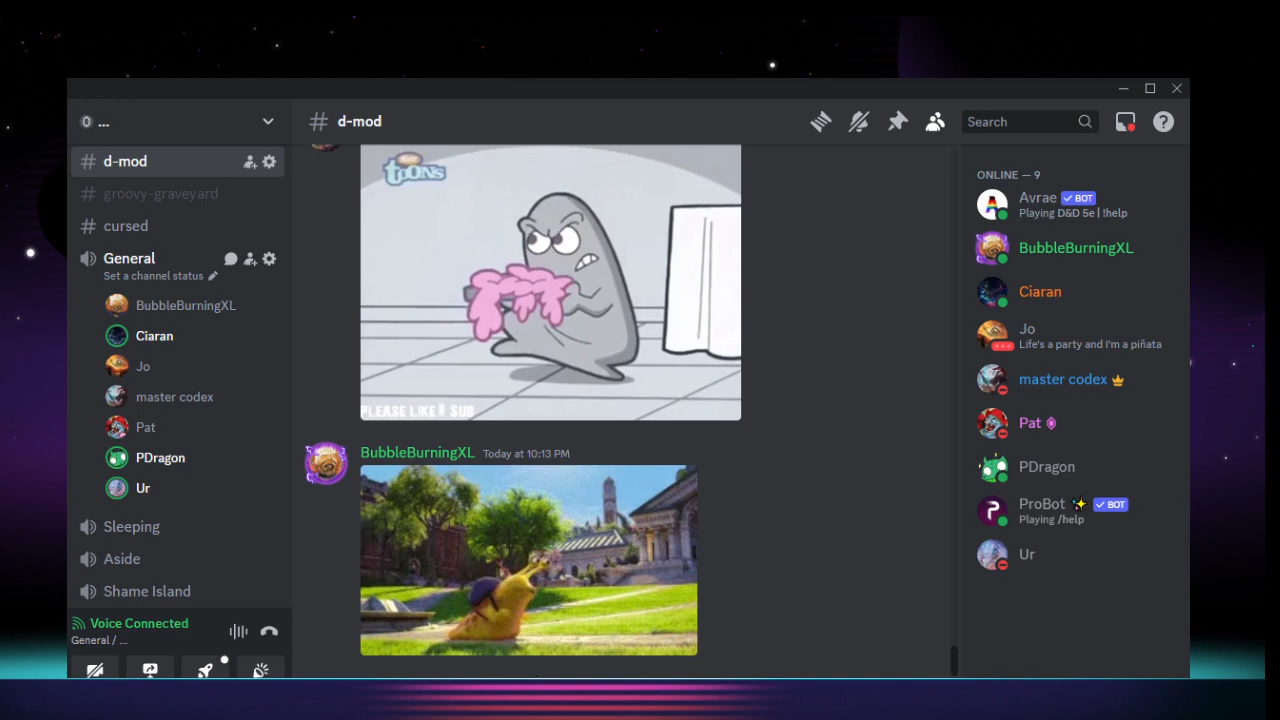 ...
d-mod
groovy-graveyard
cursed
General
Set a channel status
BubbleBurningXL
Ciaran
Jo
master codex
Pat
PDragon
Ur
Sleeping
Aside
Shame Island
Voice Connected
General / ...
d-mod
Search
toons
PLEASE LIKE & SUB
BubbleBurningXL Today at 10:13 PM
ONLINE — 9
Avrae BOT
Playing D&D 5e | !help
BubbleBurningXL
Ciaran
Jo
Life's a party and I'm a piñata
master codex
Pat
PDragon
ProBot ✨ BOT
Playing /help
Ur